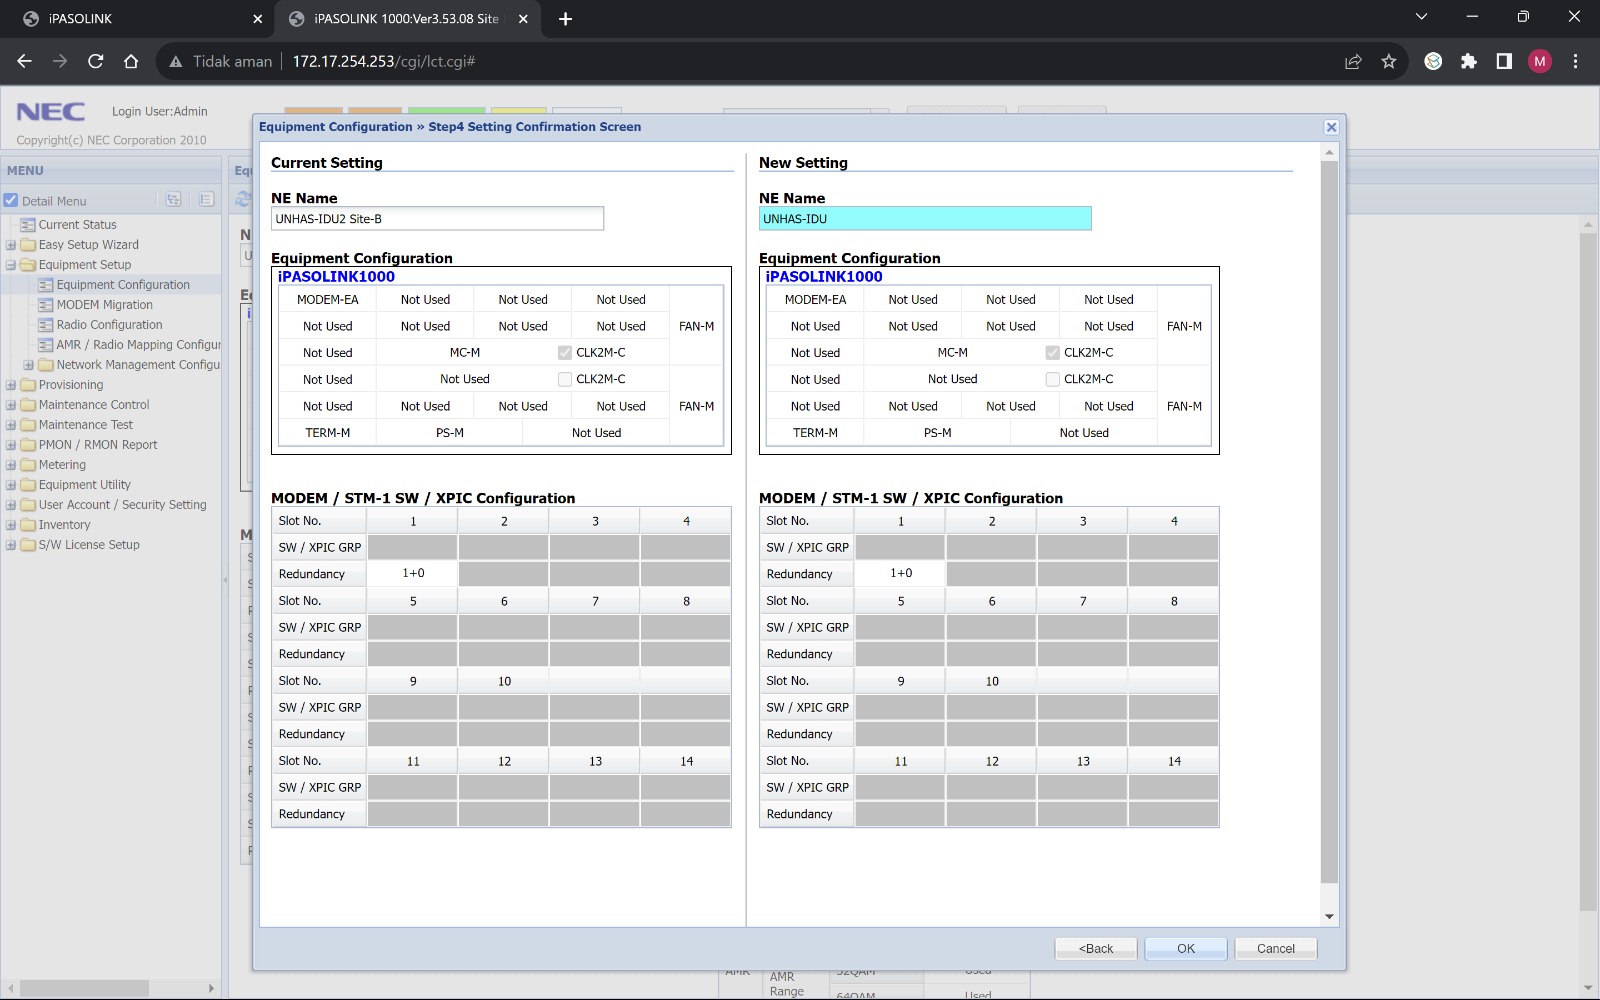 iPASOLINK
iPASOLINK 1000:Ver3.53.08 Site
Tidak aman
172.17.254.253/cgi/lct.cgi#
M
NEC
Login User:Admin
Copyright(c) NEC Corporation 2010
MENU
Detail Menu
Current Status
Easy Setup Wizard
Equipment Setup
Equipment Configuration
MODEM Migration
Radio Configuration
AMR / Radio Mapping Configur
Network Management Configu
Provisioning
Maintenance Control
Maintenance Test
PMON / RMON Report
Metering
Equipment Utility
User Account / Security Setting
Inventory
S/W License Setup
Equipment Configuration » Step4 Setting Confirmation Screen
Current Setting
NE Name
UNHAS-IDU2 Site-B
Equipment Configuration
iPASOLINK1000
MODEM-EA Not Used Not Used Not Used
Not Used Not Used Not Used Not Used FAN-M
Not Used MC-M CLK2M-C
Not Used Not Used CLK2M-C
Not Used Not Used Not Used Not Used FAN-M
TERM-M PS-M Not Used
MODEM / STM-1 SW / XPIC Configuration
Slot No. 1 2 3 4
SW / XPIC GRP
Redundancy 1+0
Slot No. 5 6 7 8
SW / XPIC GRP
Redundancy
Slot No. 9 10
SW / XPIC GRP
Redundancy
Slot No. 11 12 13 14
SW / XPIC GRP
Redundancy
New Setting
NE Name
UNHAS-IDU
Equipment Configuration
iPASOLINK1000
MODEM-EA Not Used Not Used Not Used
Not Used Not Used Not Used Not Used FAN-M
Not Used MC-M CLK2M-C
Not Used Not Used CLK2M-C
Not Used Not Used Not Used Not Used FAN-M
TERM-M PS-M Not Used
MODEM / STM-1 SW / XPIC Configuration
Slot No. 1 2 3 4
SW / XPIC GRP
Redundancy 1+0
Slot No. 5 6 7 8
SW / XPIC GRP
Redundancy
Slot No. 9 10
SW / XPIC GRP
Redundancy
Slot No. 11 12 13 14
SW / XPIC GRP
Redundancy
<Back
OK
Cancel
AMR
Range